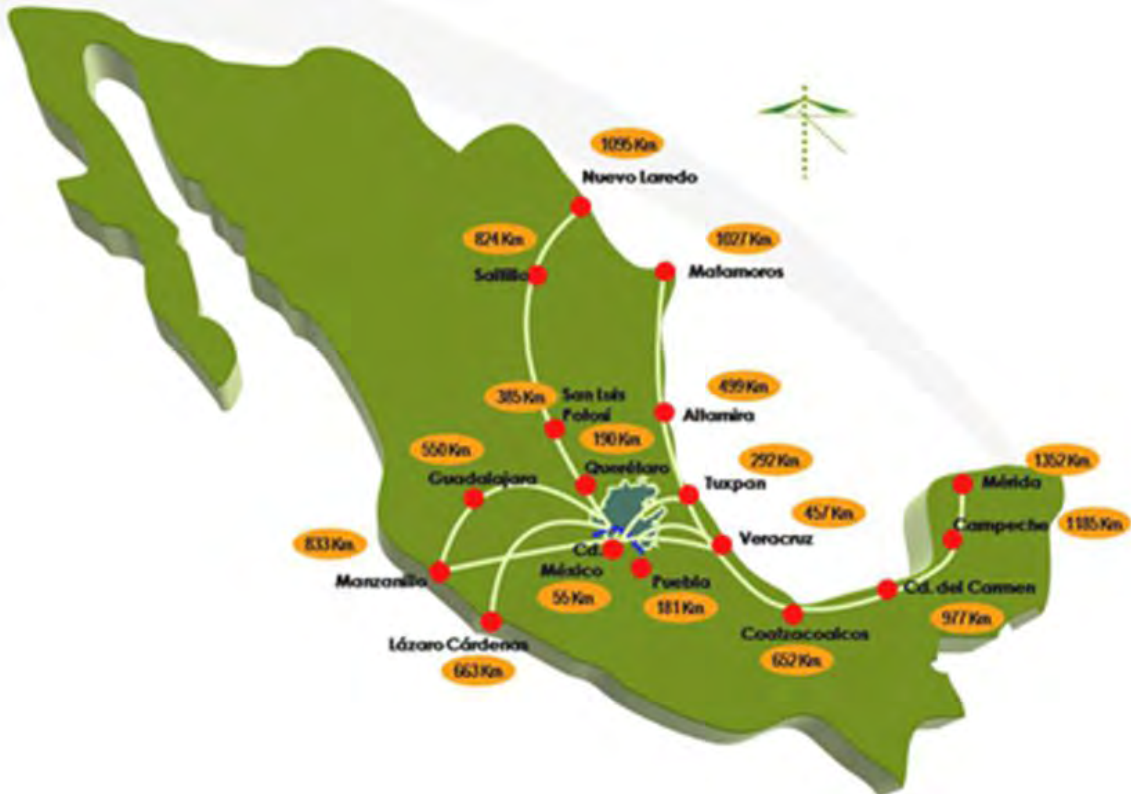 1095 Km.
Nuevo Laredo
824 Km.
Saltillo
1027 Km.
Matamoros
385 Km.
San Luis
Potosí
499 Km.
Altamira
190 Km.
Querétaro
550 Km.
Guadalajara
292 Km.
Tuxpan
1352 Km.
Mérida
457 Km.
Veracruz
Campeche
1185 Km.
833 Km.
Manzanillo
Cd.
México
55 Km.
Puebla
181 Km.
Cd. del Carmen
977 Km.
Coatzacoalcos
652 Km.
Lázaro Cárdenas
663 Km.